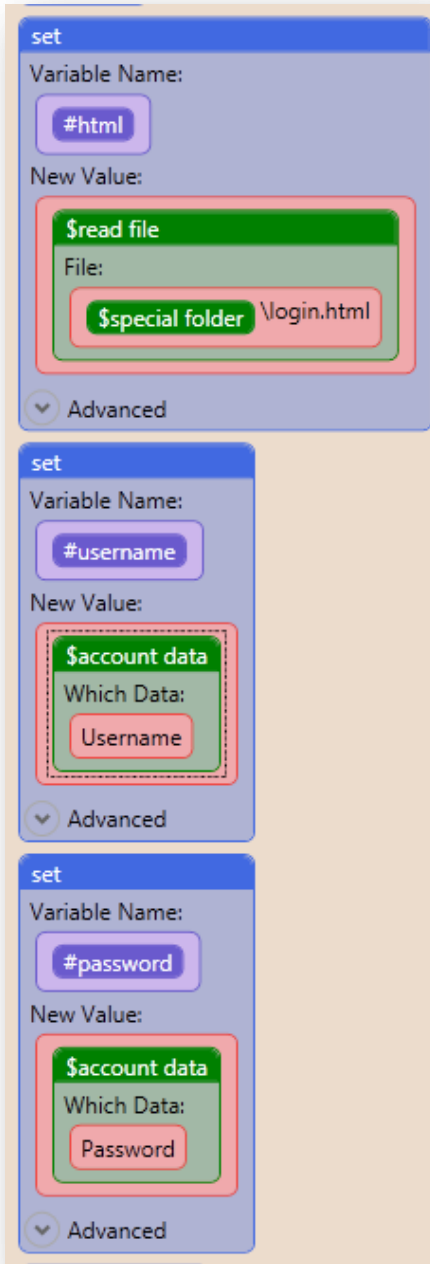 set
Variable Name:
#html
New Value:
$read file
File:
$special folder \login.html
Advanced
set
Variable Name:
#username
New Value:
$account data
Which Data:
Username
Advanced
set
Variable Name:
#password
New Value:
$account data
Which Data:
Password
Advanced